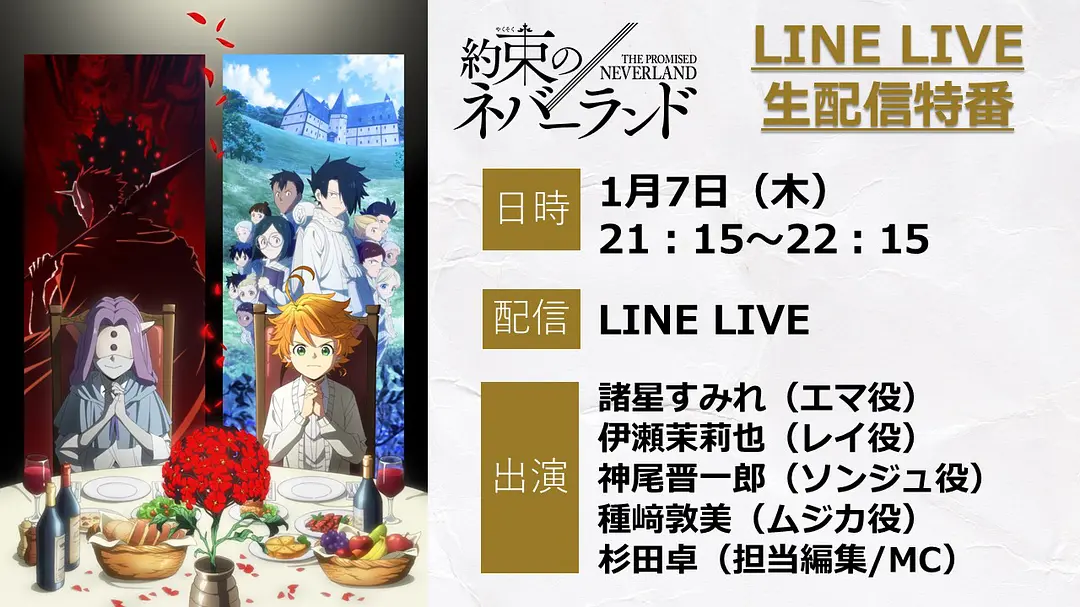 やくそく
約束の
ネバーランド
THE PROMISED
NEVERLAND
LINE LIVE
生配信特番
日時
1月7日（木）
21：15～22：15
配信
LINE LIVE
出演
諸星すみれ（エマ役）
伊瀬茉莉也（レイ役）
神尾晋一郎（ソンジュ役）
種﨑敦美（ムジカ役）
杉田卓（担当編集/MC）